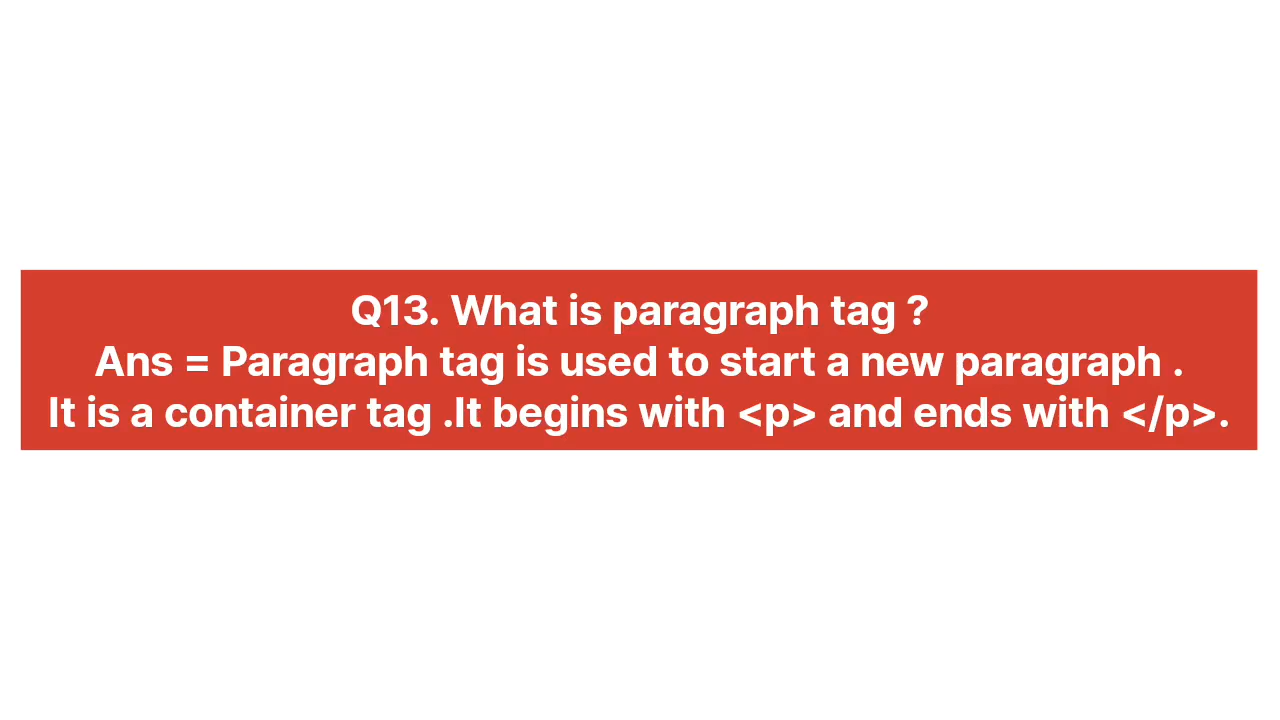 Q13. What is paragraph tag ?
Ans = Paragraph tag is used to start a new paragraph .
It is a container tag .It begins with <p> and ends with </p>.